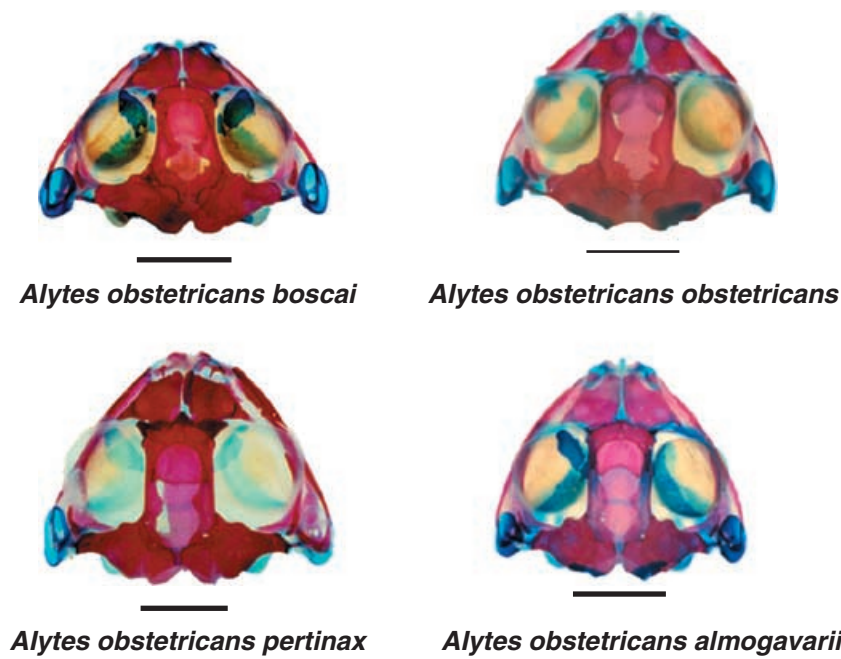 Alytes obstetricans boscai
Alytes obstetricans obstetricans
Alytes obstetricans pertinax
Alytes obstetricans almogavarii